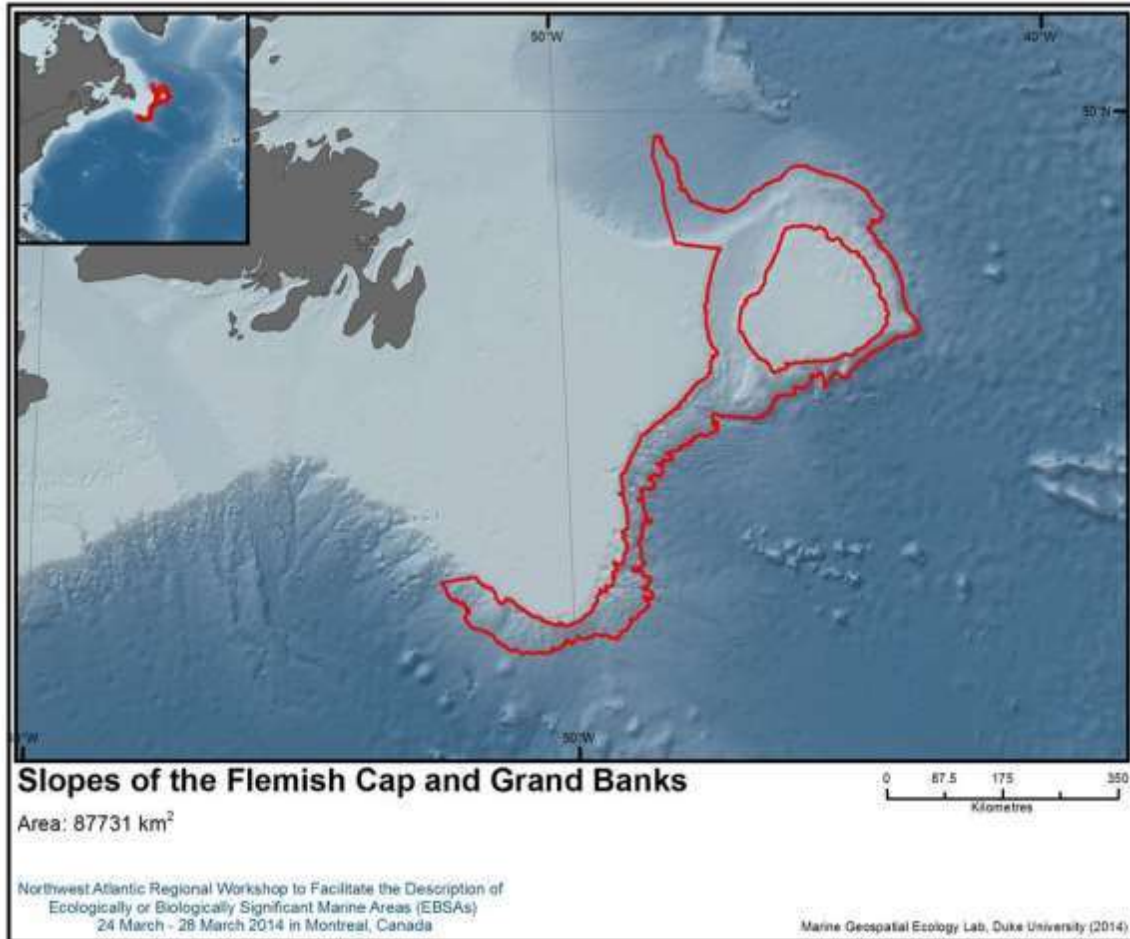 50°W
40°W
50°N
50°W
Slopes of the Flemish Cap and Grand Banks
Area: 87731 km²
0 87.5 175 350
Kilometres
Northwest Atlantic Regional Workshop to Facilitate the Description of
Ecologically or Biologically Significant Marine Areas (EBSAs)
24 March - 28 March 2014 in Montreal, Canada
Marine Geospatial Ecology Lab, Duke University (2014)